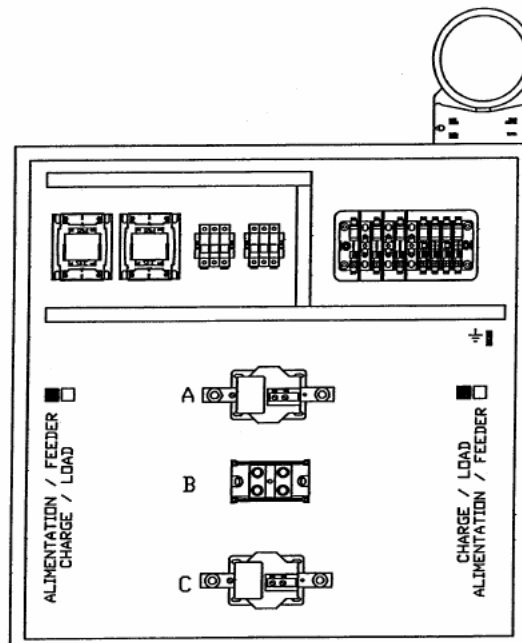 A
B
C
ALIMENTATION / FEEDER
CHARGE / LOAD
CHARGE / LOAD
ALIMENTATION / FEEDER